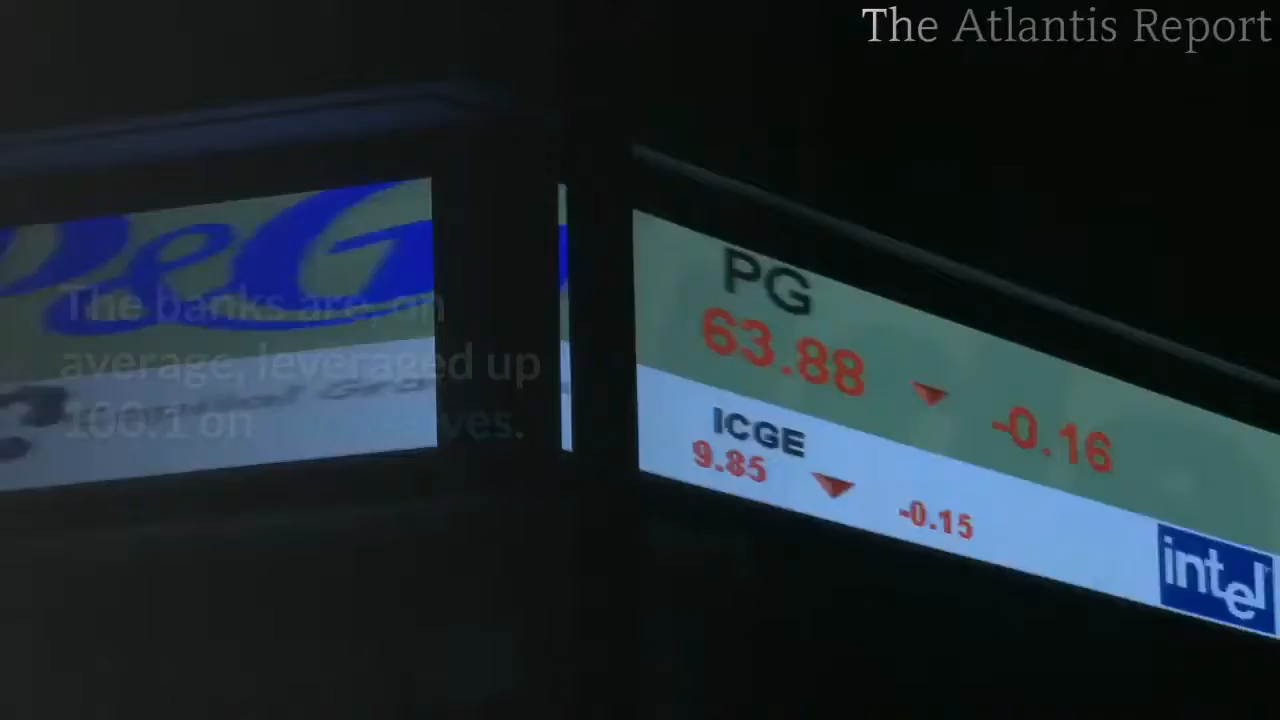 The Atlantis Report
P&G
The banks are, on
average, leveraged up
100:1 on
PG
63.88
-0.16
ICGE
9.85
-0.15
intel